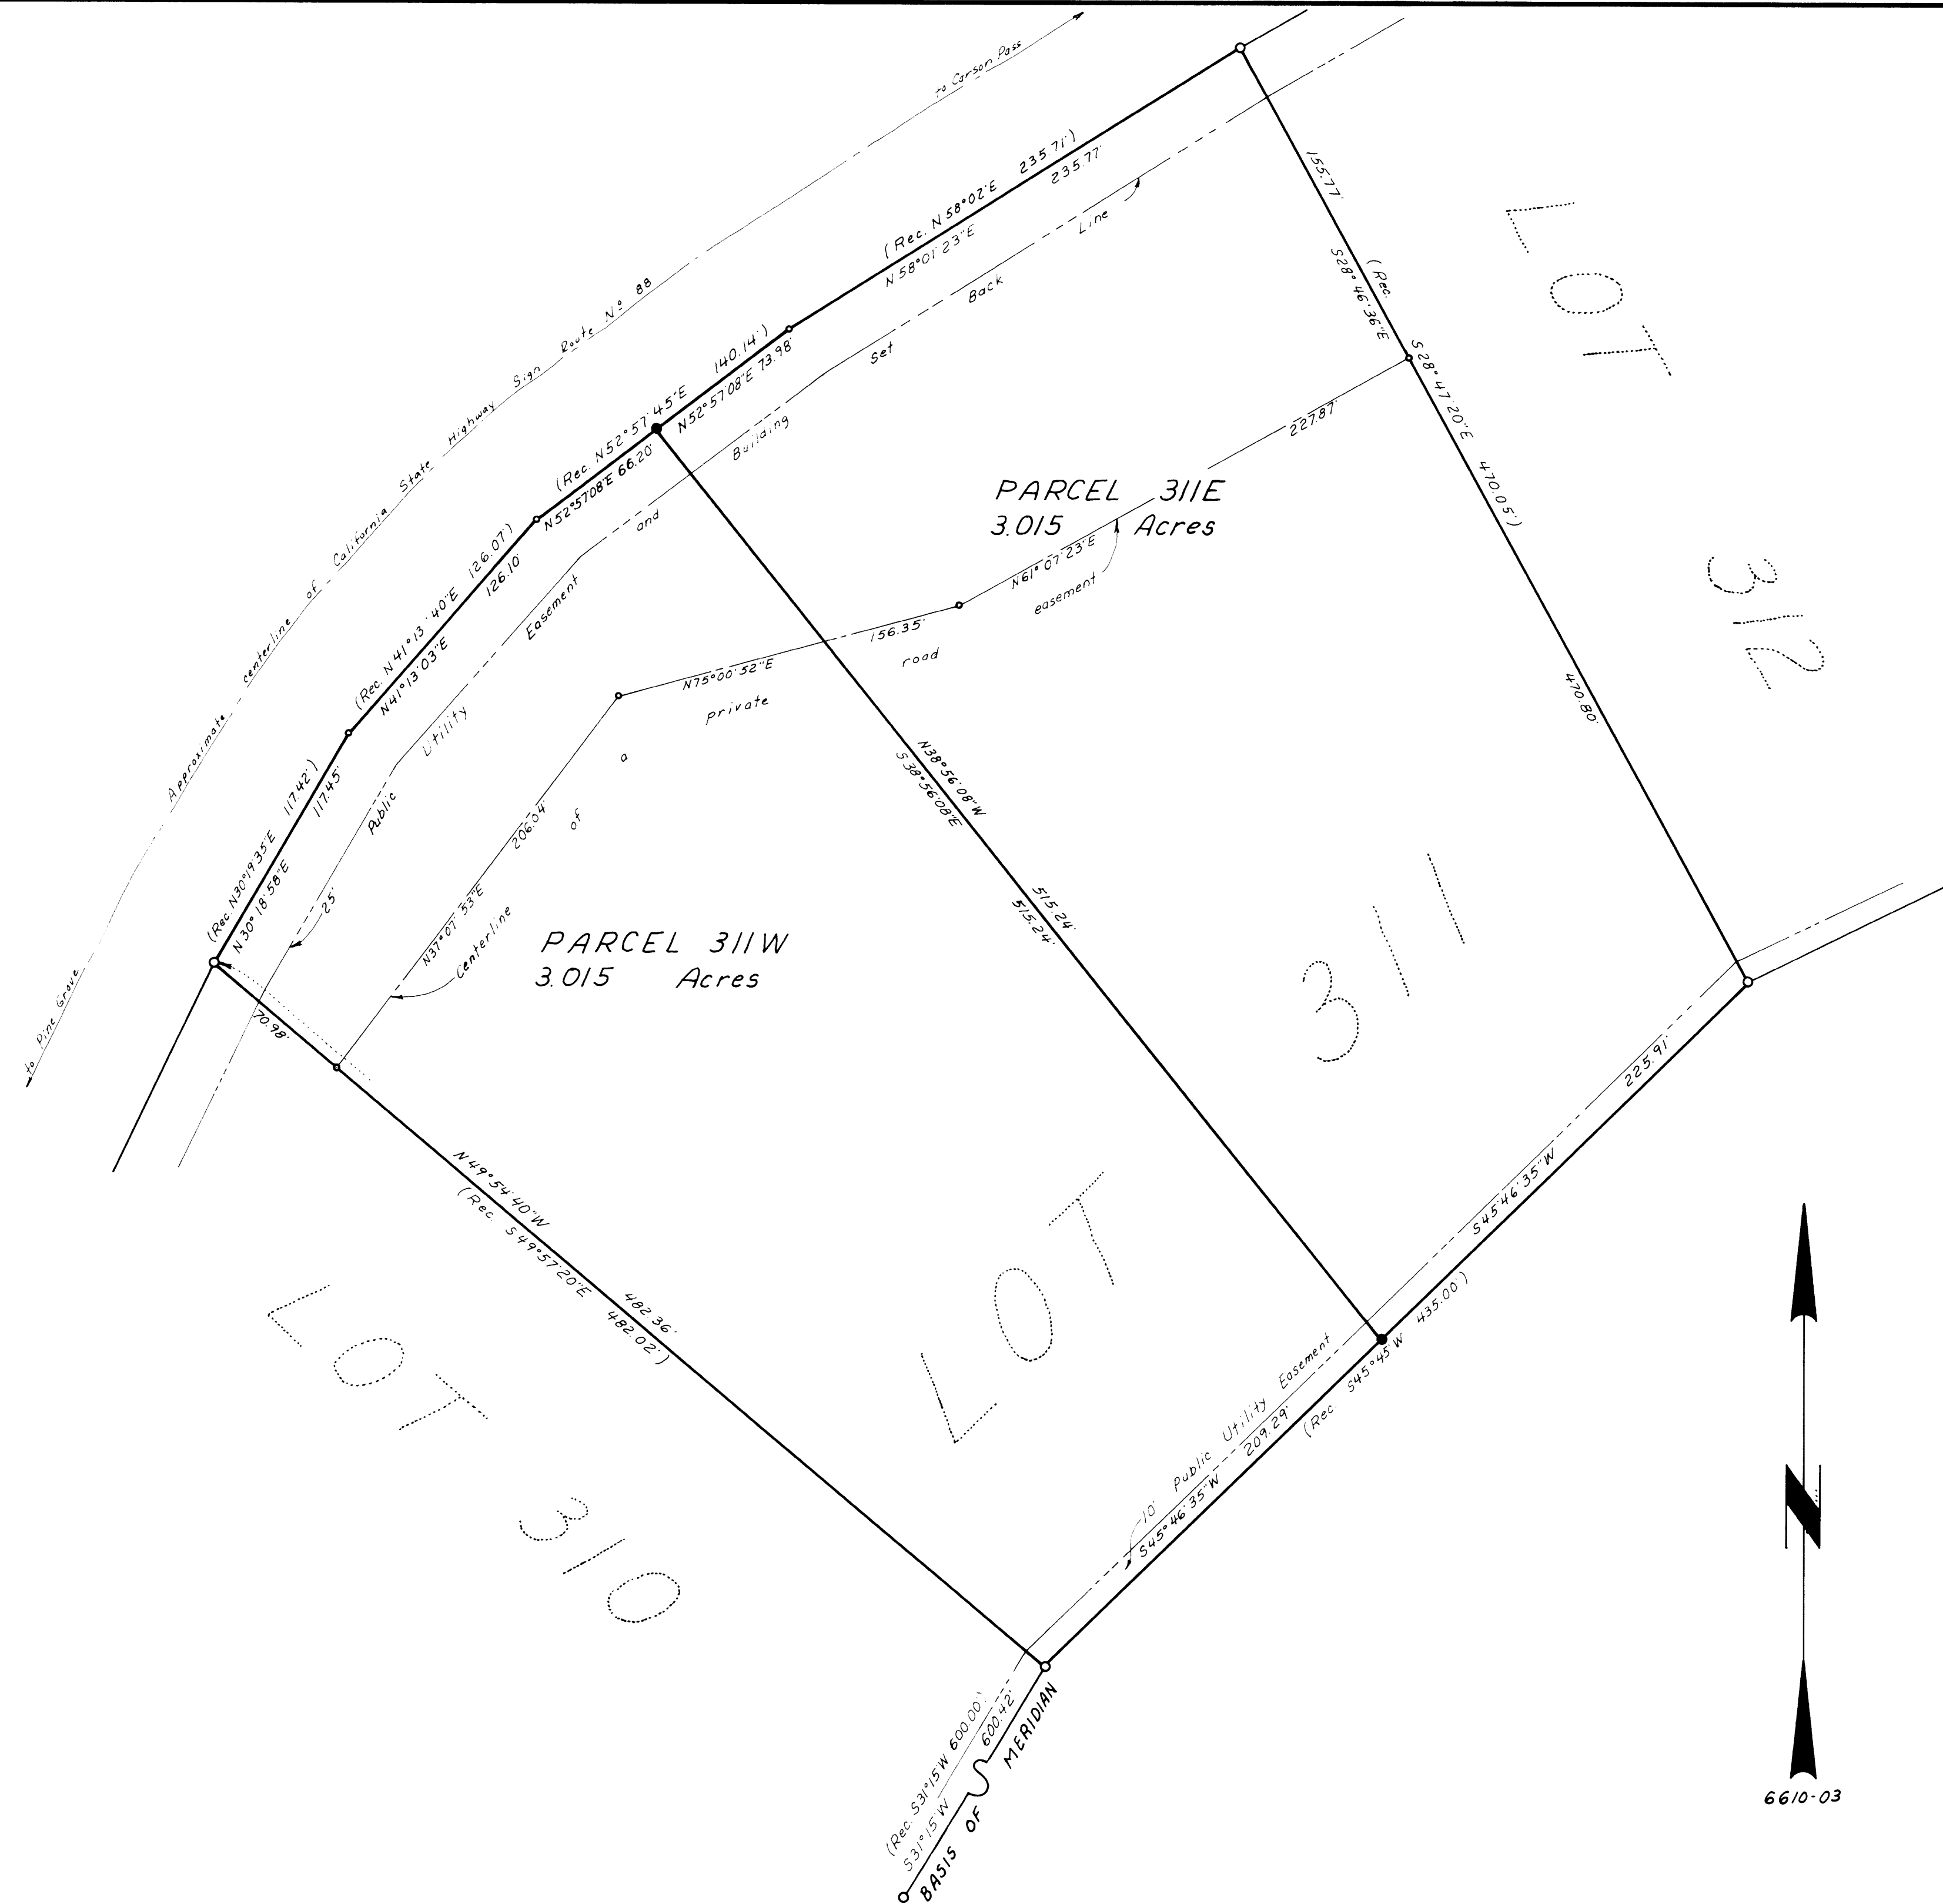 to Carson Pass
Approximate centerline of California State Highway Sign Route Nº 88
to Pine Grove
(Rec. N 58°02'E 235.71')
N 58°01'23"E 235.77'
(Rec. N52°57'45"E 140.14')
N52°57'08"E 73.98'
N52°57'08"E 66.20'
(Rec. N 41°13'40"E 126.07')
N41°13'03"E 126.10'
(Rec. N30°19'35"E 117.42')
N 30°18'58"E 117.45'
25' Public Utility Easement and Building Set Back Line
155.77'
S28°46'36"E
(Rec. S28°47'20"E 470.05')
470.80'
LOT 312
227.87'
PARCEL 311E
3.015 Acres
N61°07'23"E
N75°00'52"E 156.35'
N37°07'53"E 206.04'
Centerline of a private road easement
N38°56'08"W 515.24'
S38°56'08"E 515.24'
PARCEL 311W
3.015 Acres
70.98'
N49°54'40"W 482.36'
(Rec. S49°57'20"E 482.02')
LOT 311
LOT 310
225.91'
S45°46'35"W
(Rec. S45°45'W 435.00')
S45°46'35"W 209.29'
10' Public Utility Easement
(Rec. S31°15'W 600.00')
S31°15'W 600.42'
BASIS OF MERIDIAN
N
6610-03